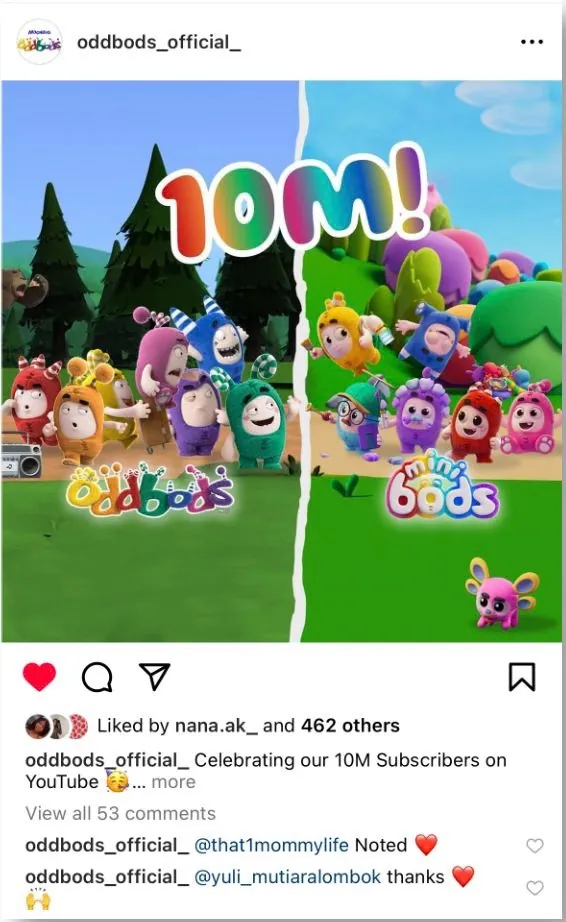 oddbods_official_
10M!
oddbods
mini
bods
Liked by nana.ak_ and 462 others
oddbods_official_ Celebrating our 10M Subscribers on
YouTube 🥳... more
View all 53 comments
oddbods_official_ @that1mommylife Noted ❤️
oddbods_official_ @yuli_mutiaralombok thanks ❤️
🙌